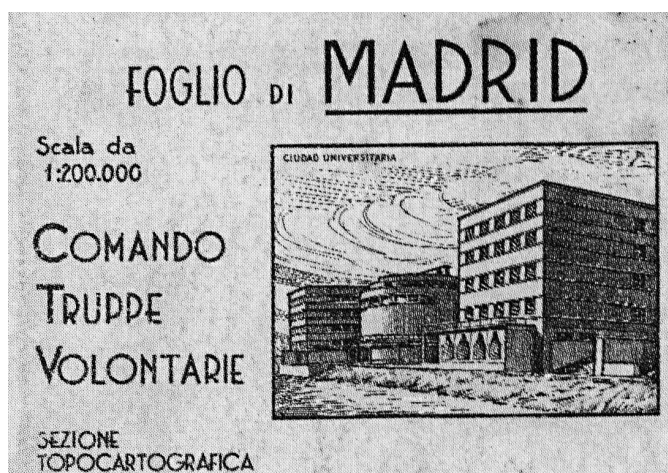 FOGLIO DI MADRID
Scala da
1:200.000
CIUDAD UNIVERSITARIA
COMANDO
TRUPPE
VOLONTARIE
SEZIONE
TOPOCARTOGRAFICA